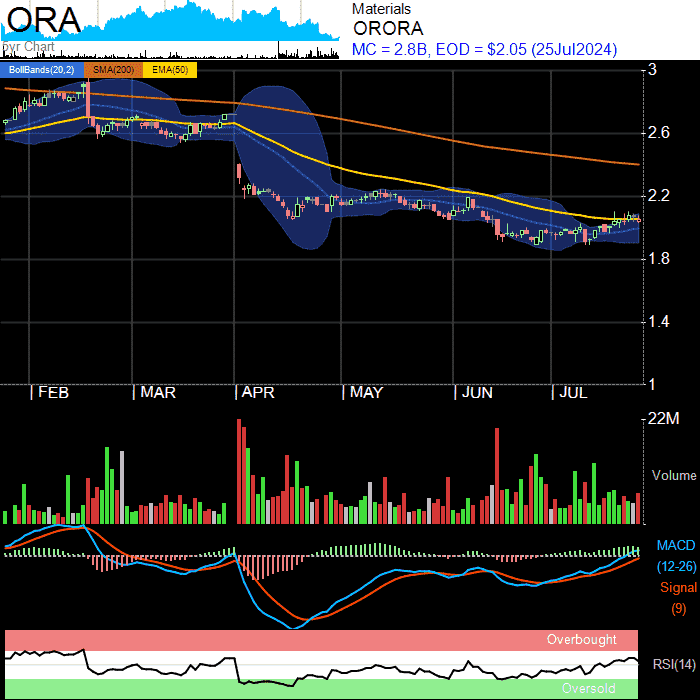 ORA
5yr Chart
Materials
ORORA
MC = 2.8B, EOD = $2.05 (25Jul2024)
BollBands(20,2) SMA(200) EMA(50)
3
2.6
2.2
1.8
1.4
1
FEB MAR APR MAY JUN JUL
22M
Volume
MACD
(12-26)
Signal
(9)
Overbought
RSI(14)
Oversold